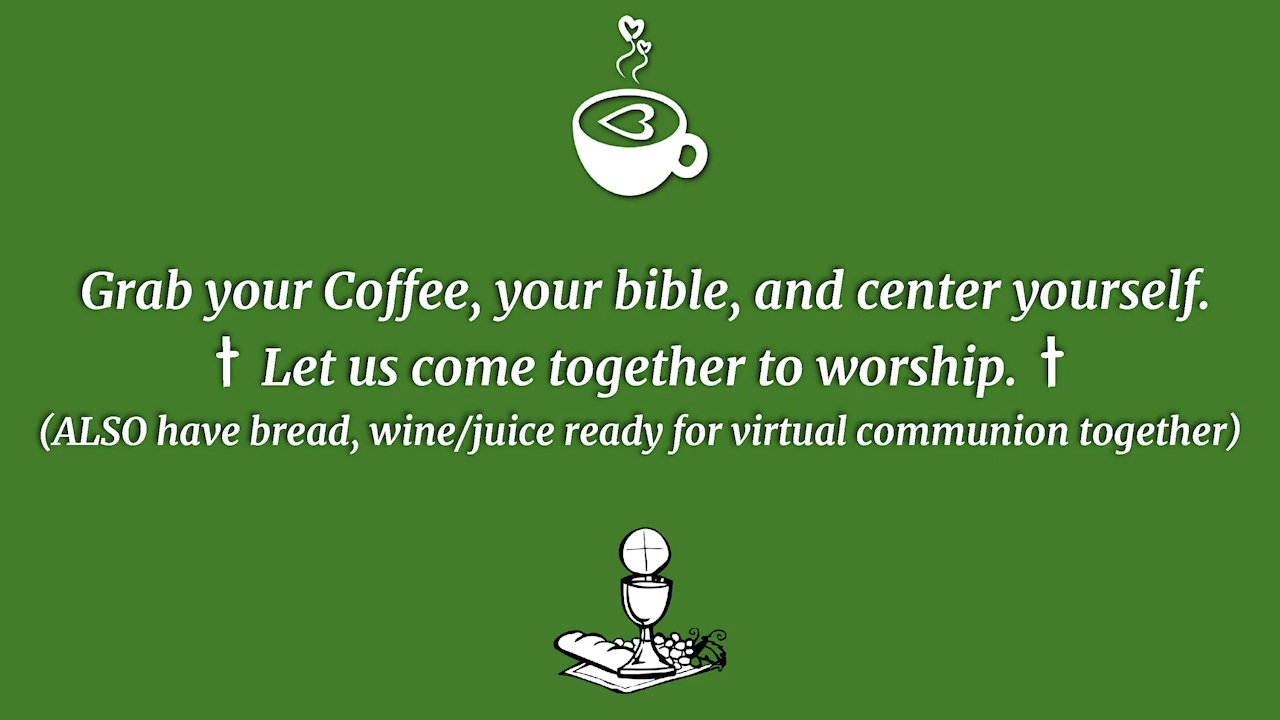 Grab your Coffee, your bible, and center yourself.
† Let us come together to worship. †
(ALSO have bread, wine/juice ready for virtual communion together)